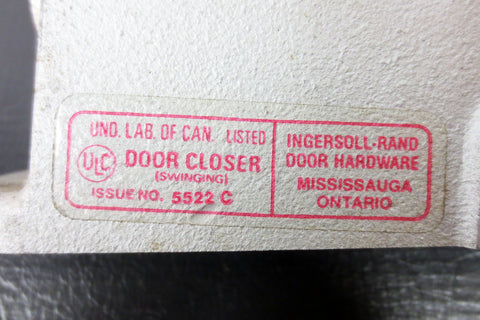 UND. LAB. OF CAN. LISTED
ULC DOOR CLOSER
(SWINGING)
ISSUE NO. 5522 C
INGERSOLL-RAND
DOOR HARDWARE
MISSISSAUGA
ONTARIO